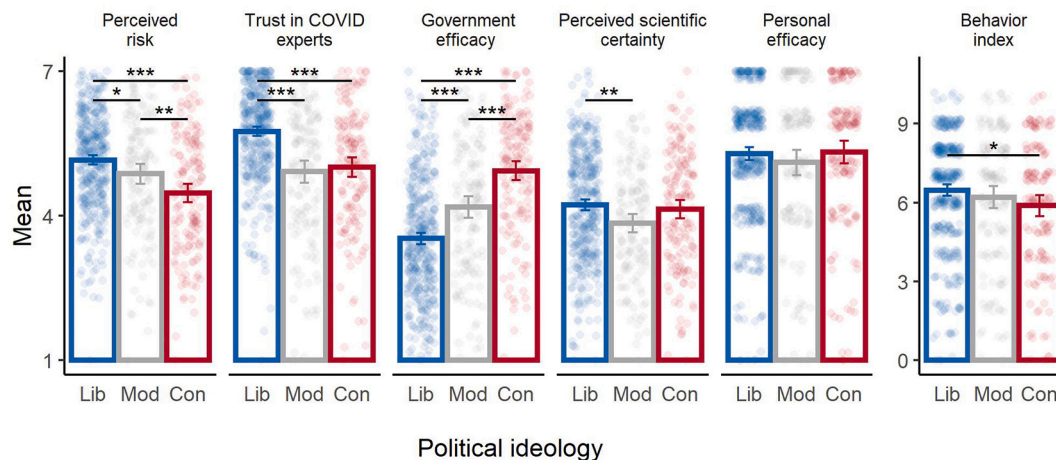 Perceived
risk
Trust in COVID
experts
Government
efficacy
Perceived scientific
certainty
Personal
efficacy
Behavior
index
***
*
**
***
***
***
***
***
**
*
Mean
7
4
1
9
6
3
0
Lib Mod Con
Lib Mod Con
Lib Mod Con
Lib Mod Con
Lib Mod Con
Lib Mod Con
Political ideology